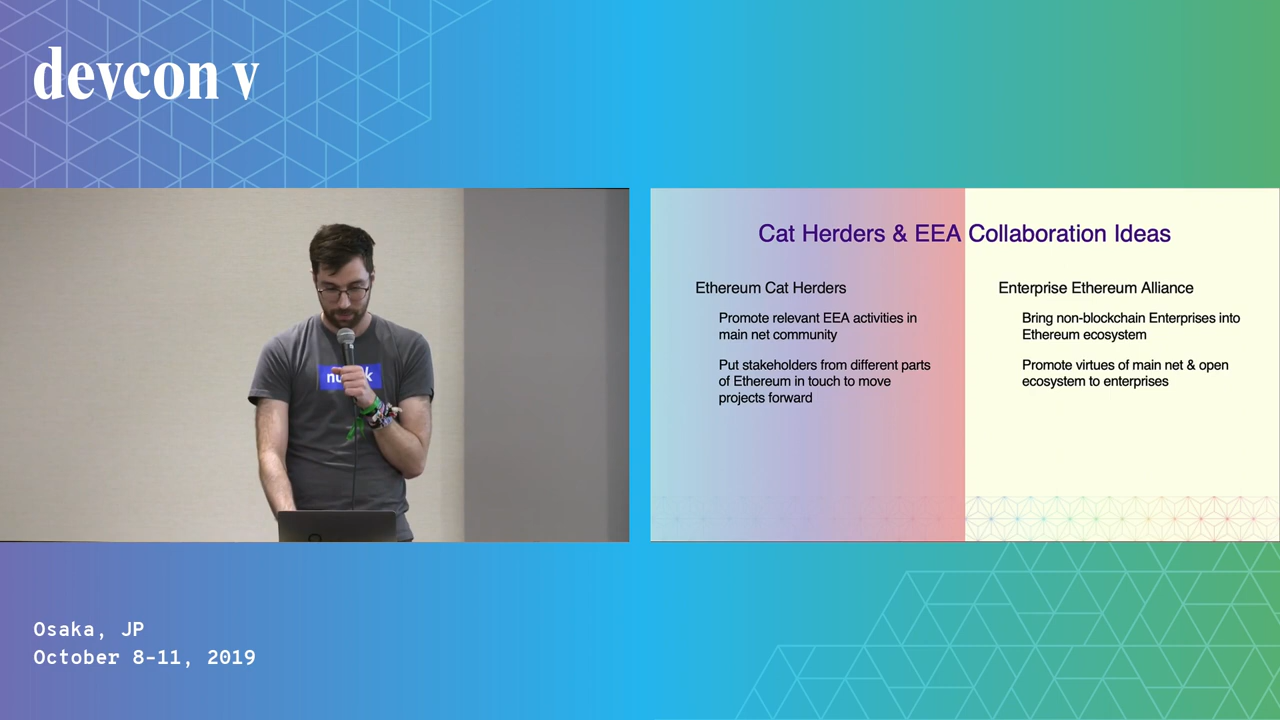 devcon v
Cat Herders & EEA Collaboration Ideas
Ethereum Cat Herders
Promote relevant EEA activities in
main net community
Put stakeholders from different parts
of Ethereum in touch to move
projects forward
Enterprise Ethereum Alliance
Bring non-blockchain Enterprises into
Ethereum ecosystem
Promote virtues of main net & open
ecosystem to enterprises
Osaka, JP
October 8-11, 2019